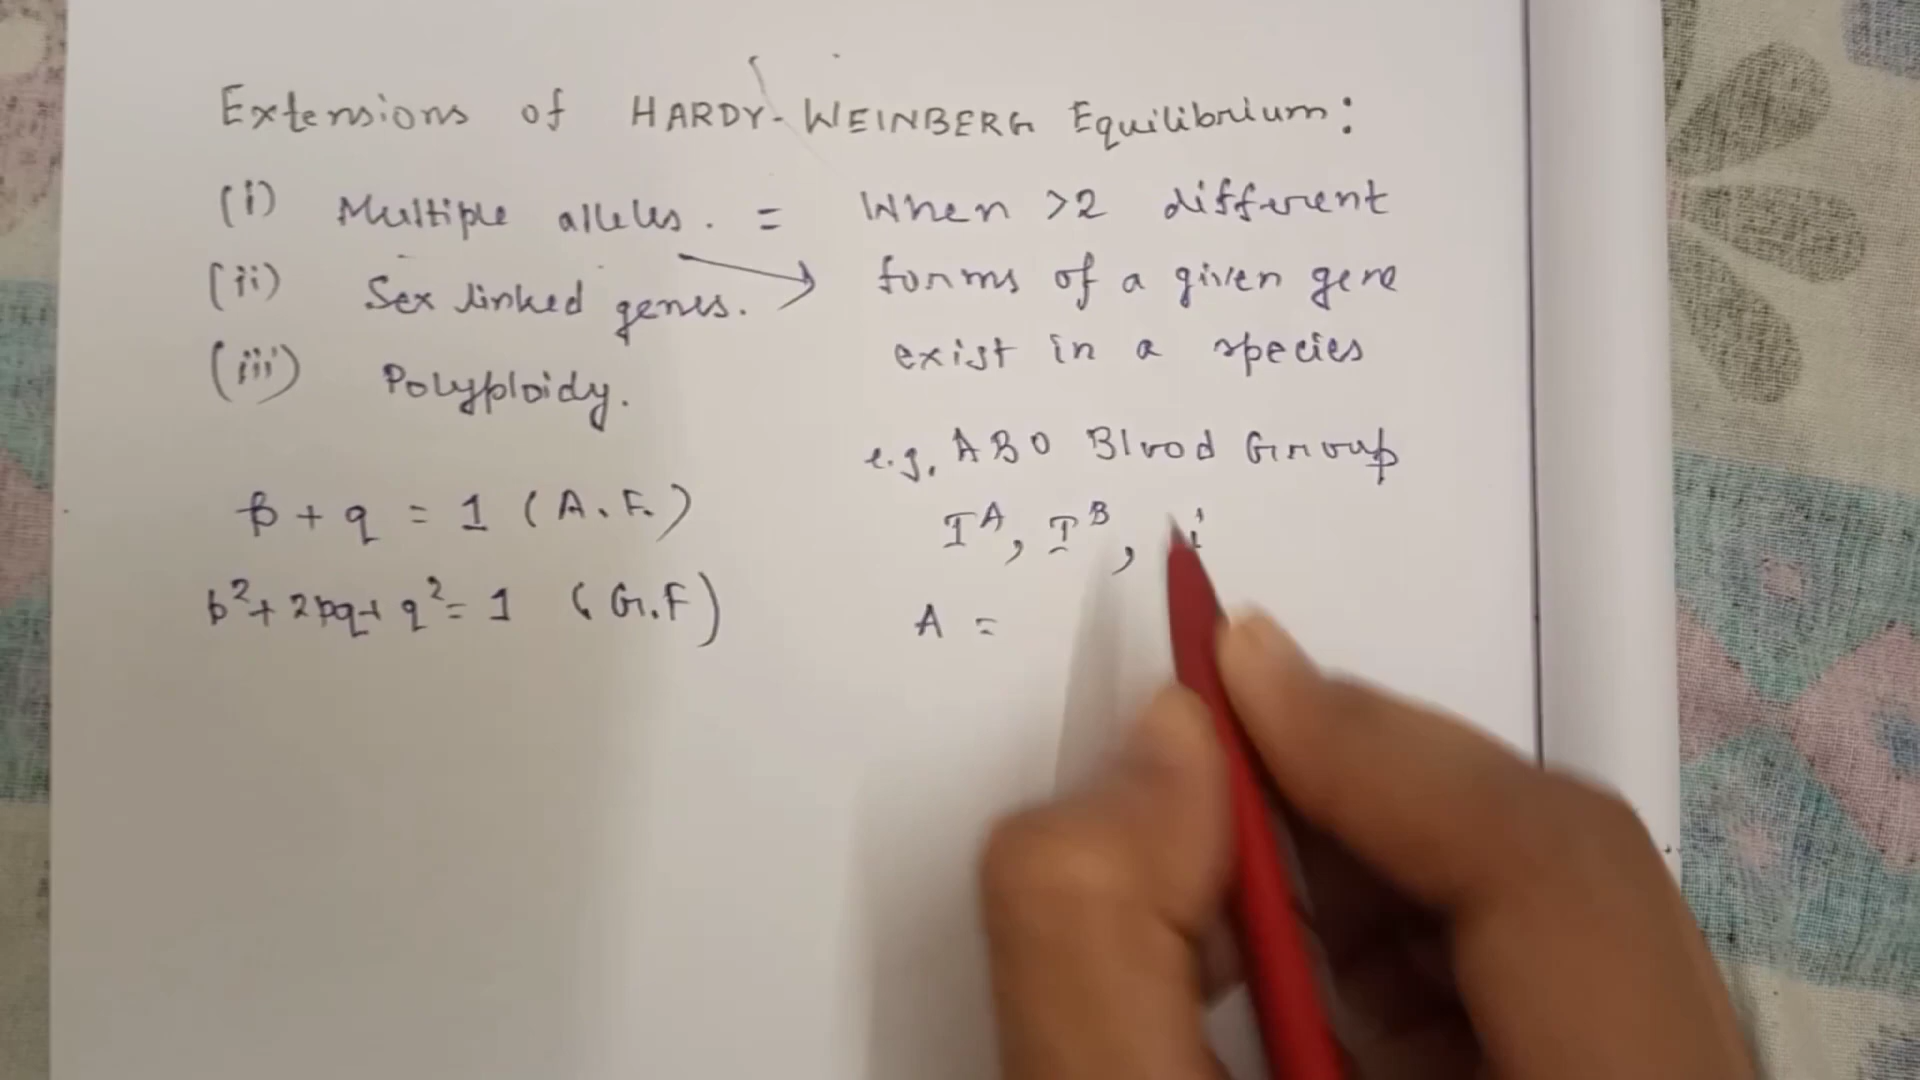 Extensions of HARDY-WEINBERG Equilibrium:
(i) Multiple alleles. = When >2 different
(ii) Sex linked genes. → forms of a given gene
exist in a species
(iii) Polyploidy.
e.g, ABO Blood Group
p + q = 1 (A.F.)
I^A, I^B, i
p²+2pq+q²=1 (G.F)
A =